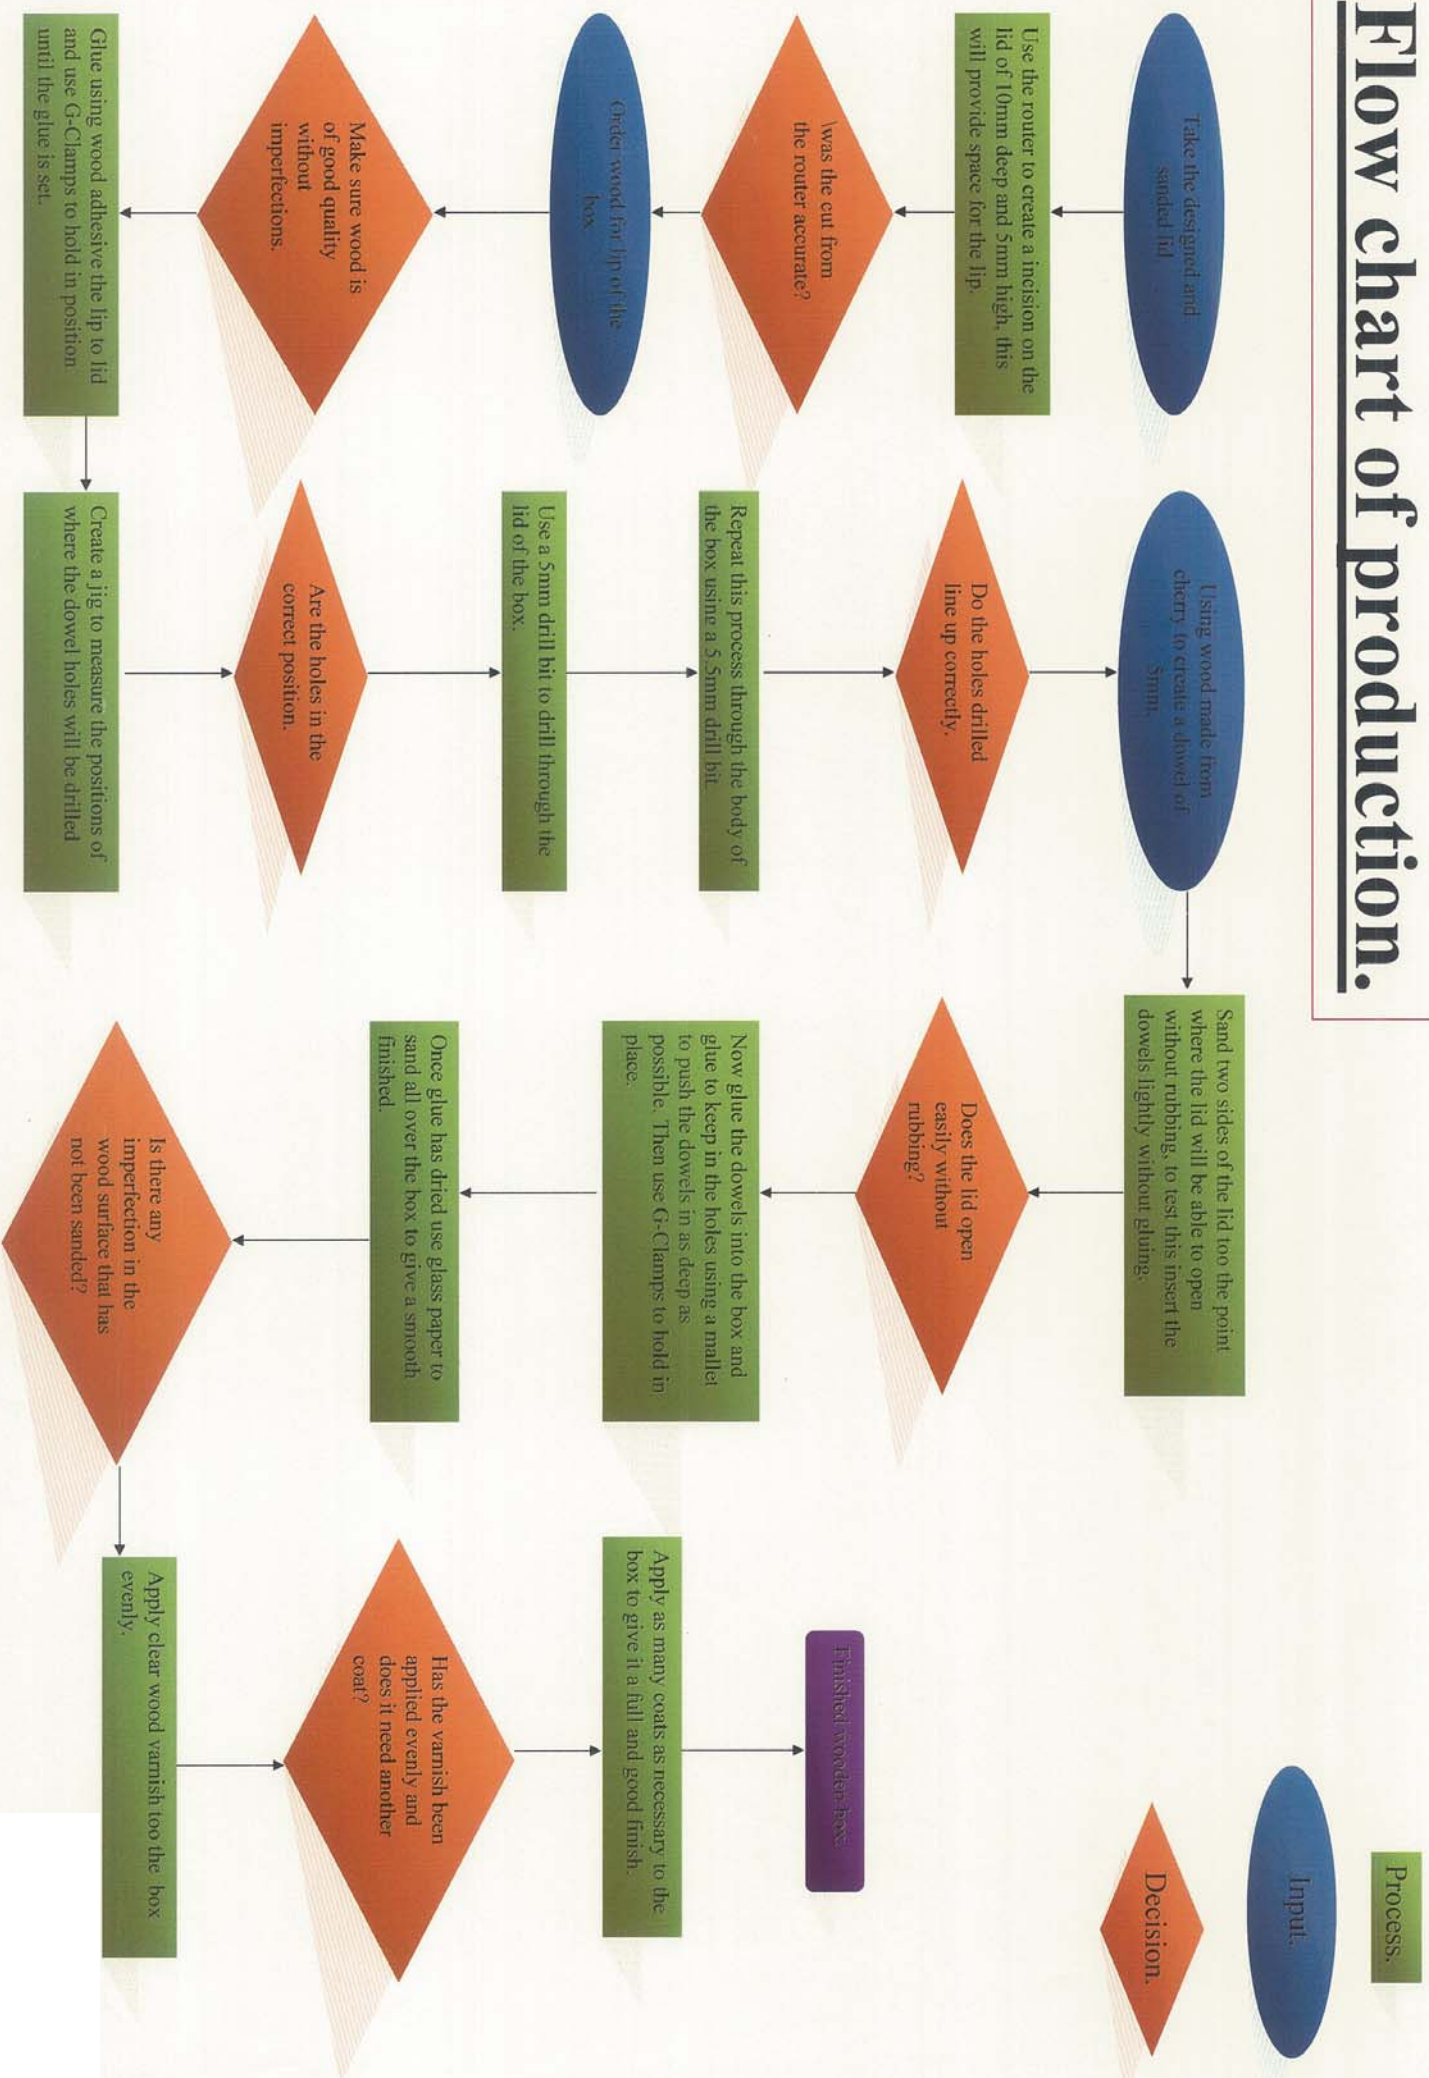 Flow chart of production.
Process.
Input.
Decision.
Take the designed and
sanded lid
Use the router to create a incision on the
lid of 10mm deep and 5mm high, this
will provide space for the lip.
\was the cut from
the router accurate?
Order wood for lip of the
box
Make sure wood is
of good quality
without
imperfections.
Glue using wood adhesive the lip to lid
and use G-Clamps to hold in position
until the glue is set.
Create a jig to measure the positions of
where the dowel holes will be drilled
Are the holes in the
correct position.
Use a 5mm drill bit to drill through the
lid of the box.
Repeat this process through the body of
the box using a 5.5mm drill bit.
Do the holes drilled
line up correctly.
Using wood made from
cherry to create a dowel of
5mm.
Sand two sides of the lid too the point
where the lid will be able to open
without rubbing, to test this insert the
dowels lightly without gluing.
Does the lid open
easily without
rubbing?
Now glue the dowels into the box and
glue to keep in the holes using a mallet
to push the dowels in as deep as
possible. Then use G-Clamps to hold in
place.
Once glue has dried use glass paper to
sand all over the box to give a smooth
finished.
Is there any
imperfection in the
wood surface that has
not been sanded?
Apply clear wood varnish too the box
evenly.
Has the varnish been
applied evenly and
does it need another
coat?
Apply as many coats as necessary to the
box to give it a full and good finish.
Finished wooden box.